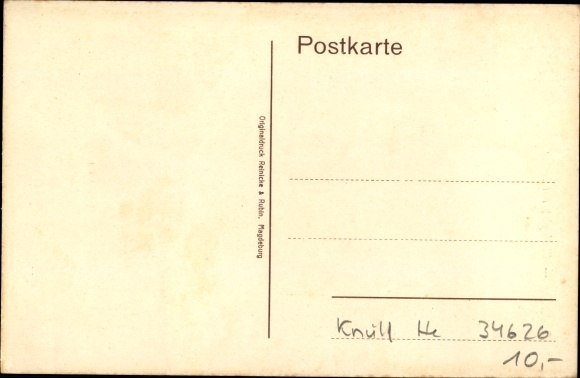 Postkarte
Originaldruck Reinicke & Rubin, Magdeburg
Knüll He 34626
10,-